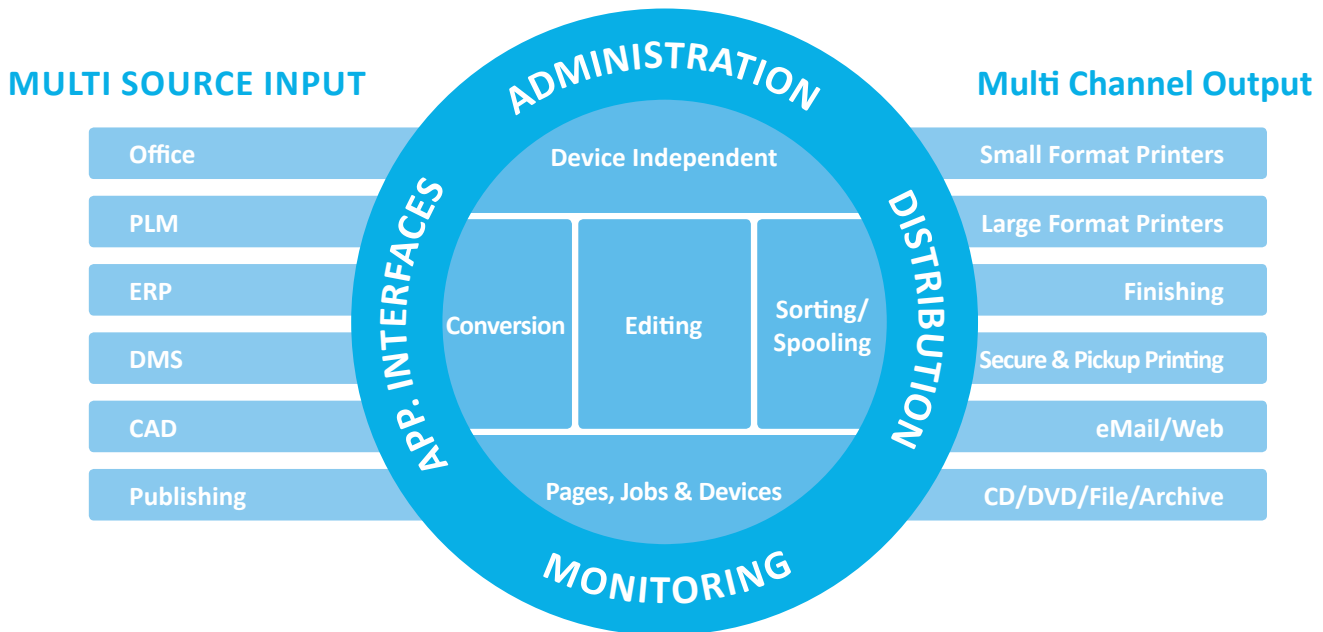 MULTI SOURCE INPUT
Office
PLM
ERP
DMS
CAD
Publishing
ADMINISTRATION
APP. INTERFACES
DISTRIBUTION
MONITORING
Device Independent
Conversion
Editing
Sorting/
Spooling
Pages, Jobs & Devices
Multi Channel Output
Small Format Printers
Large Format Printers
Finishing
Secure & Pickup Printing
eMail/Web
CD/DVD/File/Archive